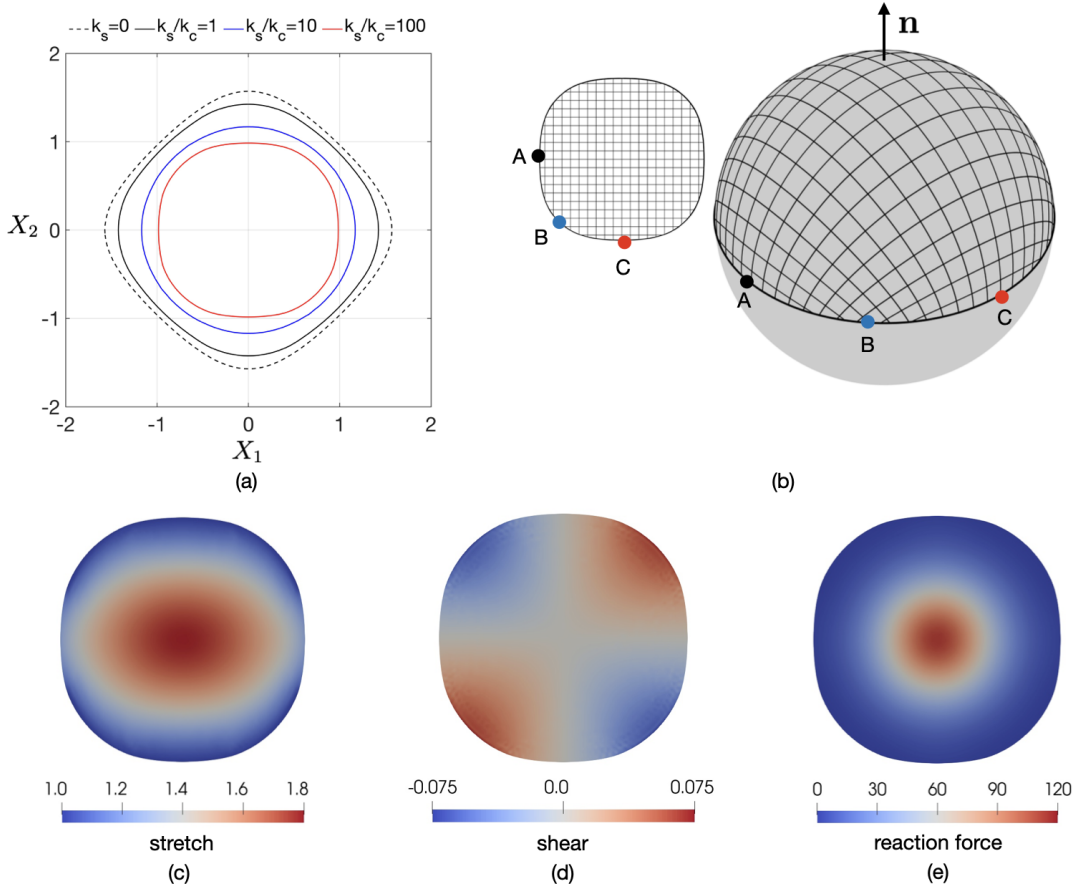 k_s=0 k_s/k_c=1 k_s/k_c=10 k_s/k_c=100
2
1
0
-1
-2
X_2
-2 -1 0 1 2
X_1
(a)
n
A
B
C
A
B
C
(b)
1.0 1.2 1.4 1.6 1.8
stretch
(c)
-0.075 0.0 0.075
shear
(d)
0 30 60 90 120
reaction force
(e)